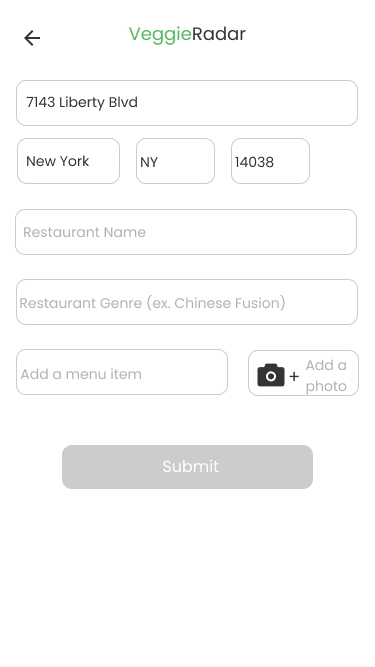 VeggieRadar
7143 Liberty Blvd
New York NY 14038
Restaurant Name
Restaurant Genre (ex. Chinese Fusion)
Add a menu item
+ Add a
photo
Submit